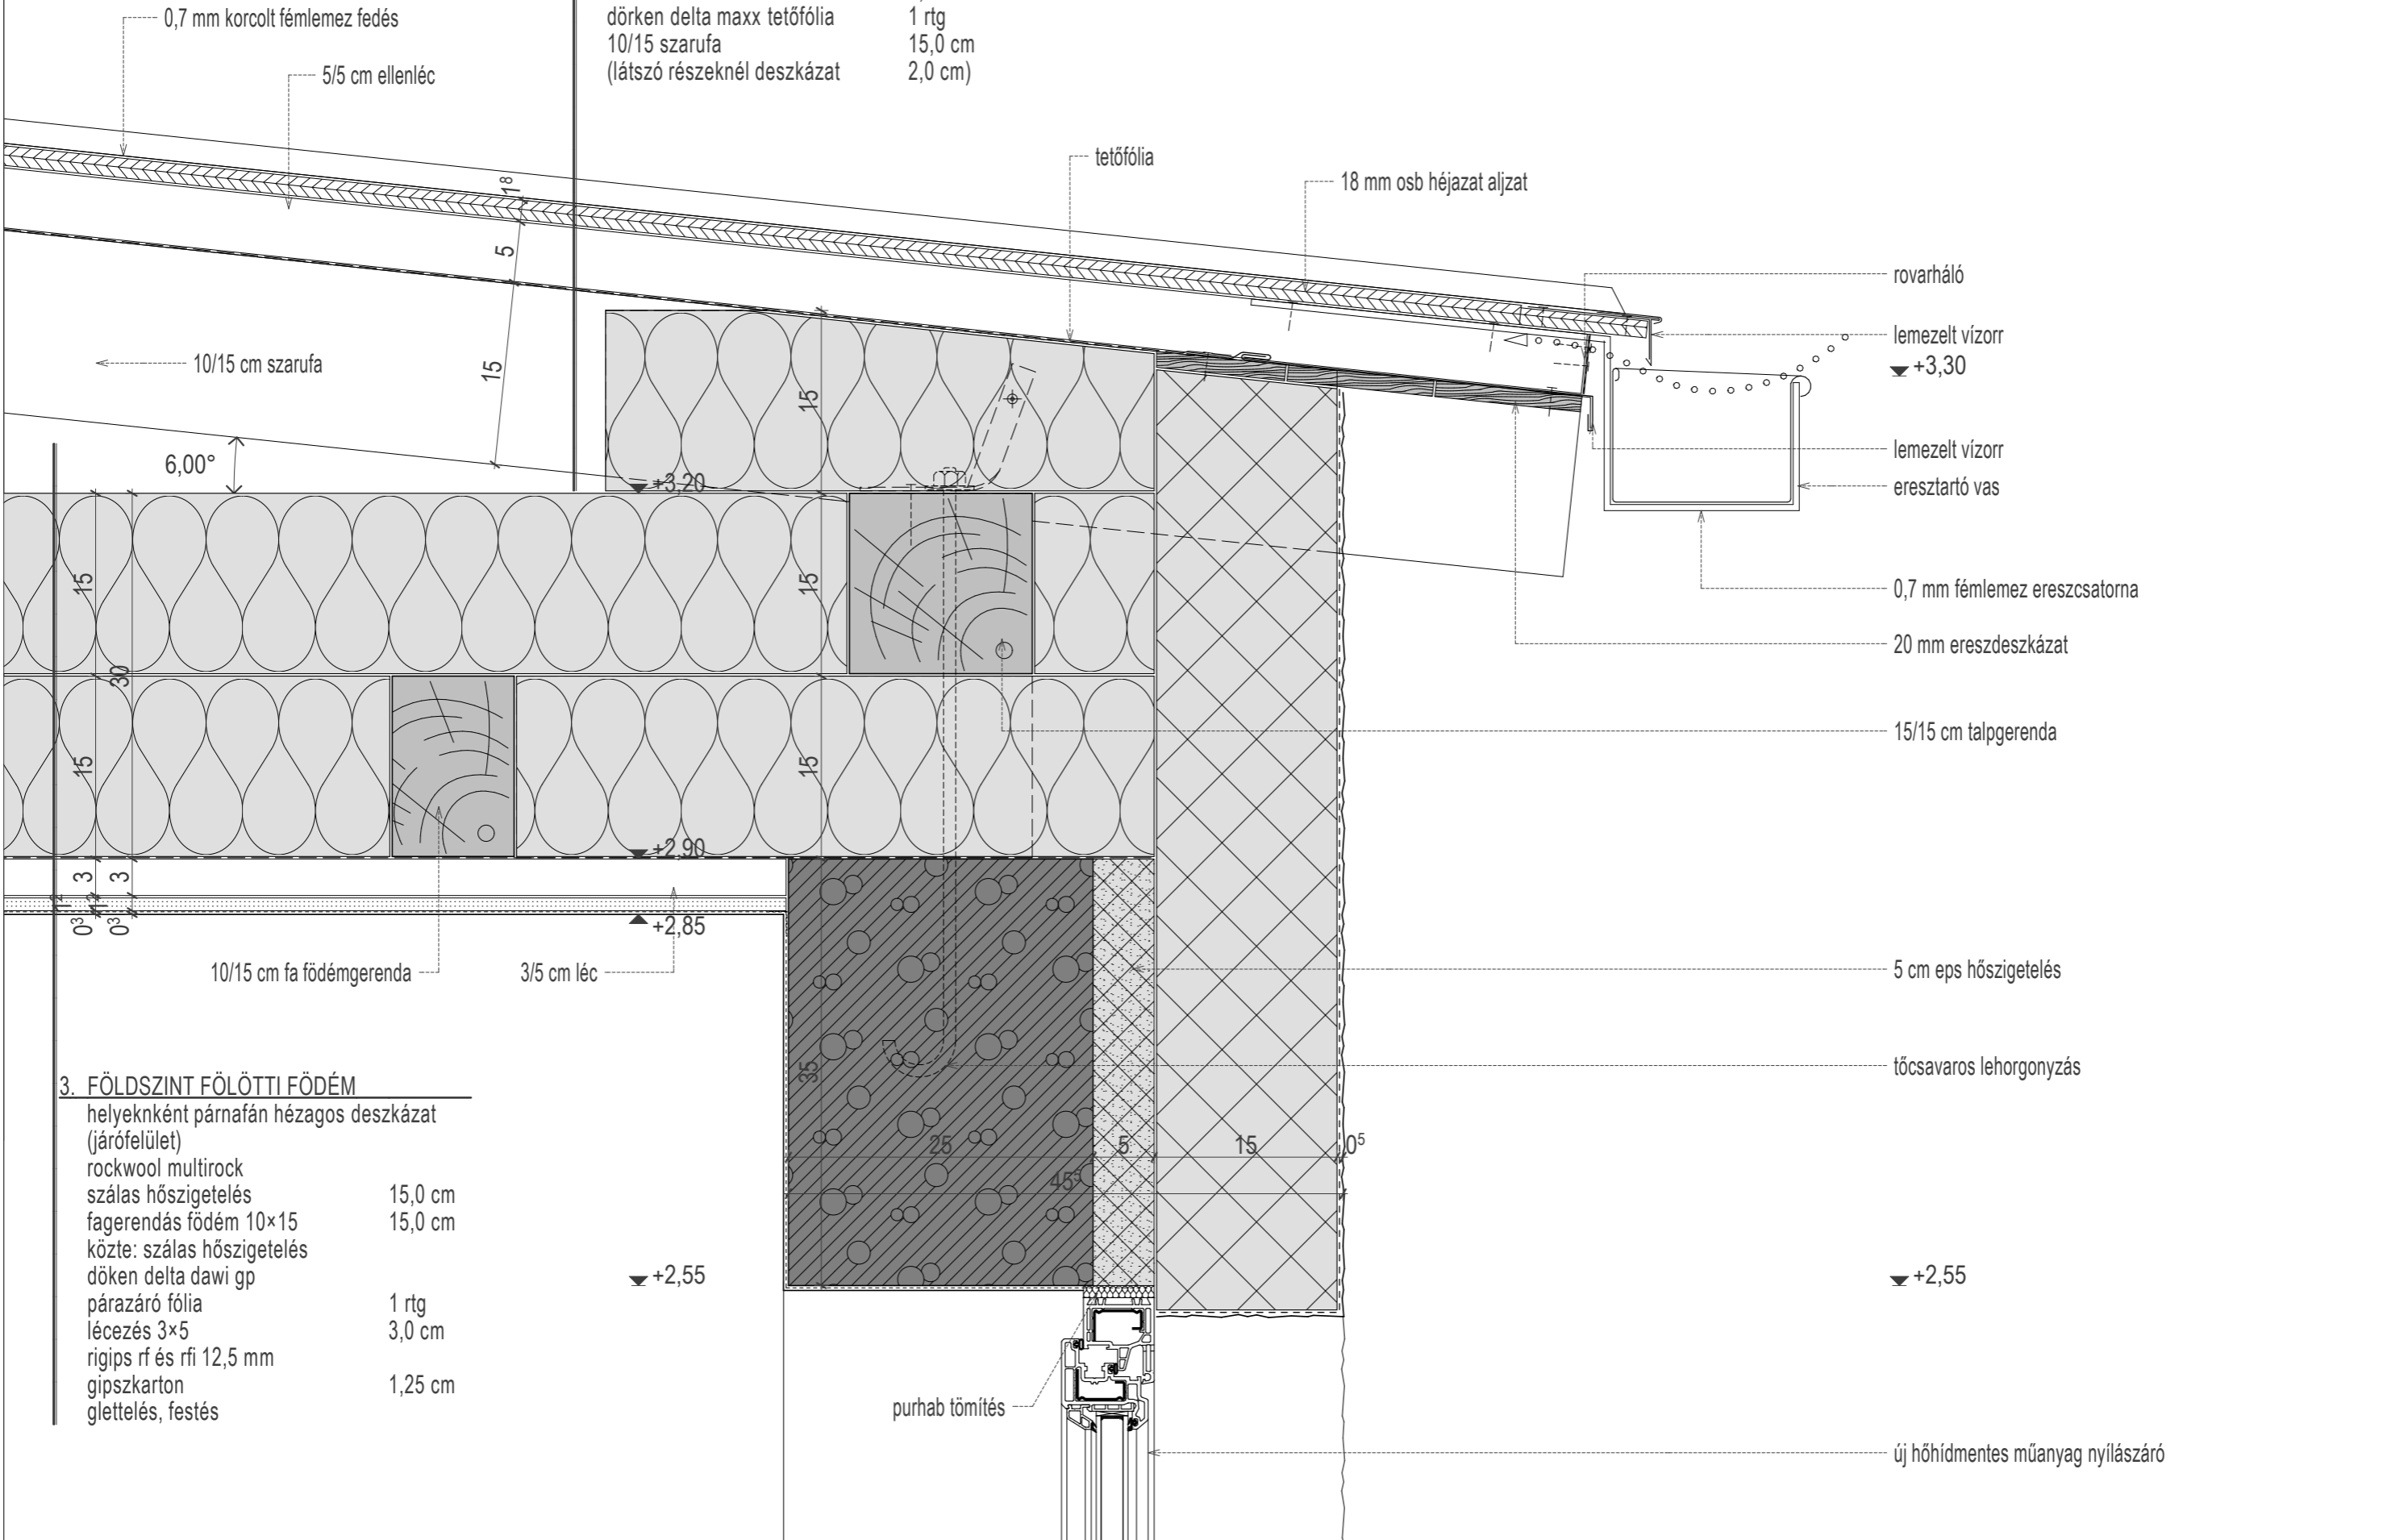 0,7 mm korcolt fémlemez fedés
5/5 cm ellenléc
dörken delta maxx tetőfólia 1 rtg
10/15 szarufa 15,0 cm
(látszó részeknél deszkázat 2,0 cm)
tetőfólia
18 mm osb héjazat aljzat
1⁸
5
15
10/15 cm szarufa
6,00°
rovarháló
lemezelt vízorr
+3,30
lemezelt vízorr
eresztartó vas
0,7 mm fémlemez ereszcsatorna
20 mm ereszdeszkázat
15/15 cm talpgerenda
+3,20
15
15
15
15
30
15
+2,90
3
3
1²
1²
0³
0³
+2,85
10/15 cm fa födémgerenda
3/5 cm léc
5 cm eps hőszigetelés
tőcsavaros lehorgonyzás
35
25
5
15
0⁵
45⁵
3. FÖLDSZINT FÖLÖTTI FÖDÉM
helyeknként párnafán hézagos deszkázat
(járófelület)
rockwool multirock
szálas hőszigetelés 15,0 cm
fagerendás födém 10×15 15,0 cm
közte: szálas hőszigetelés
döken delta dawi gp
párazáró fólia 1 rtg
lécezés 3×5 3,0 cm
rigips rf és rfi 12,5 mm
gipszkarton 1,25 cm
glettelés, festés
+2,55
+2,55
purhab tömítés
új hőhídmentes műanyag nyílászáró